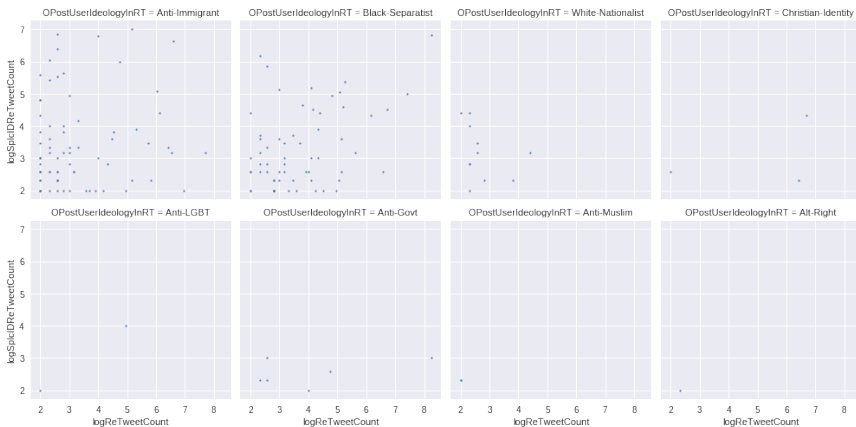 OPostUserIdeologyInRT = Anti-Immigrant
OPostUserIdeologyInRT = Black-Separatist
OPostUserIdeologyInRT = White-Nationalist
OPostUserIdeologyInRT = Christian-Identity
7
6
5
4
3
2
logSplcIDReTweetCount
OPostUserIdeologyInRT = Anti-LGBT
OPostUserIdeologyInRT = Anti-Govt
OPostUserIdeologyInRT = Anti-Muslim
OPostUserIdeologyInRT = Alt-Right
7
6
5
4
3
2
logSplcIDReTweetCount
2 3 4 5 6 7 8
2 3 4 5 6 7 8
2 3 4 5 6 7 8
2 3 4 5 6 7 8
logReTweetCount
logReTweetCount
logReTweetCount
logReTweetCount